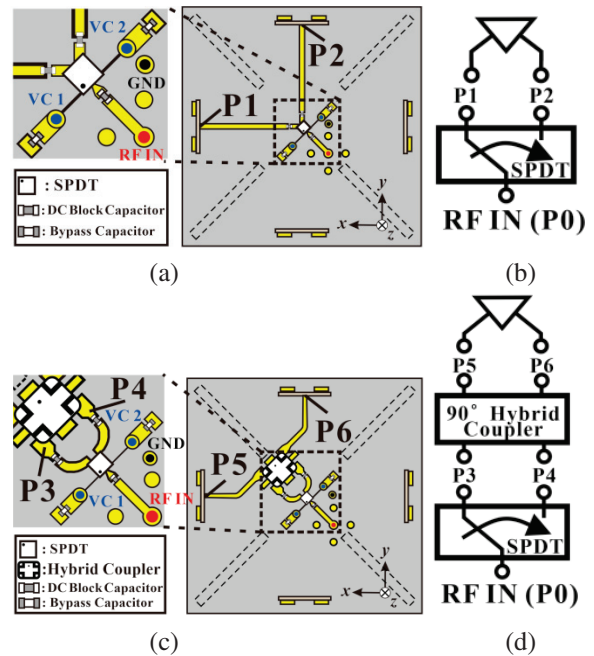 VC 2
GND
VC 1
RF IN
: SPDT
: DC Block Capacitor
: Bypass Capacitor
P2
P1
y
x
z
(a)
P1
P2
SPDT
RF IN (P0)
(b)
P4
VC 2
GND
P3
VC 1
RF IN
: SPDT
:Hybrid Coupler
: DC Block Capacitor
: Bypass Capacitor
P6
P5
y
x
z
(c)
P5
P6
90° Hybrid
Coupler
P3
P4
SPDT
RF IN (P0)
(d)